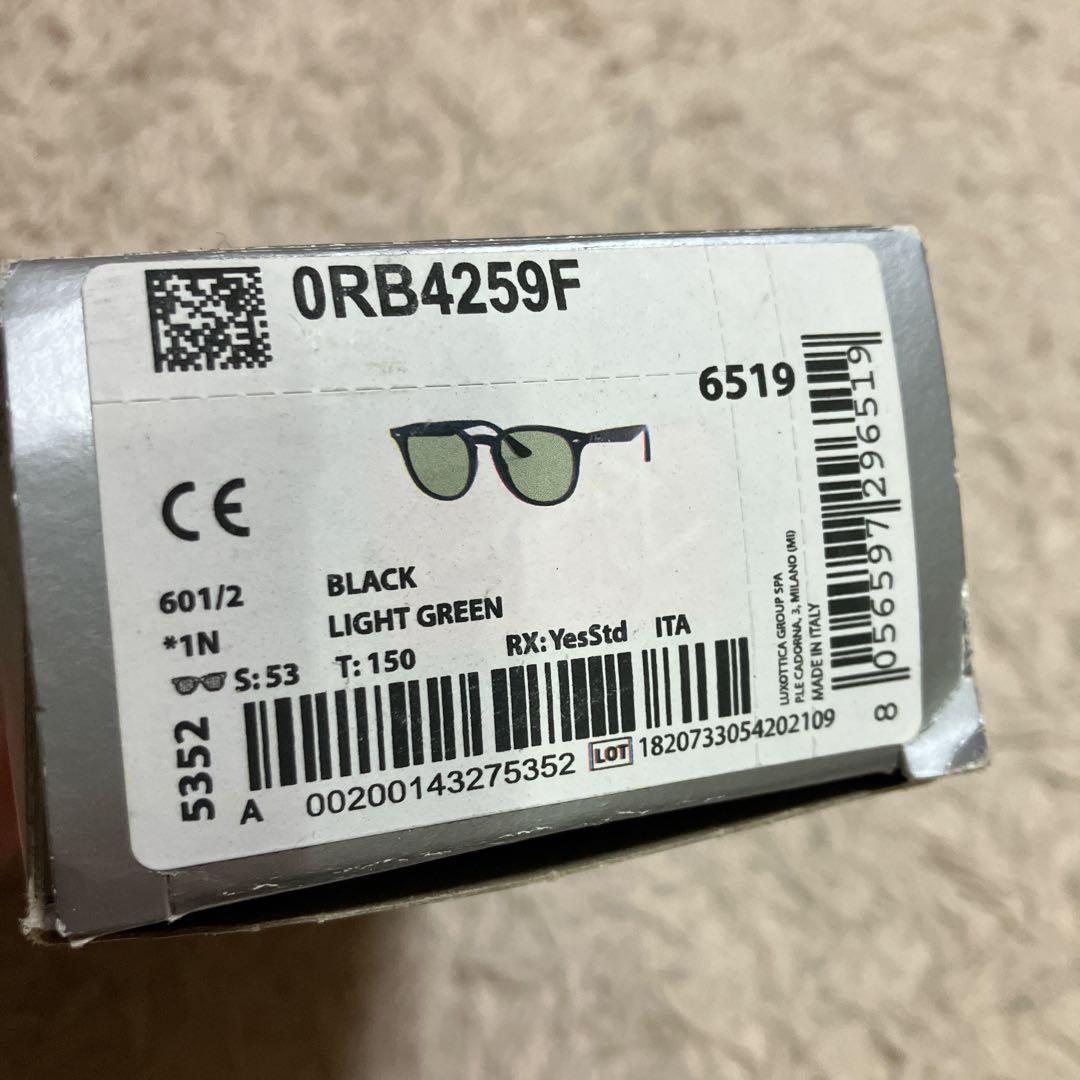 0RB4259F
6519
CE
601/2 BLACK
*1N LIGHT GREEN
S: 53 T: 150 RX: YesStd ITA
5352
A 00200143275352 LOT 1820733054202109
LUXOTTICA GROUP SPA
P.LE CADORNA, 3, MILANO (MI)
MADE IN ITALY
8 056597 296519